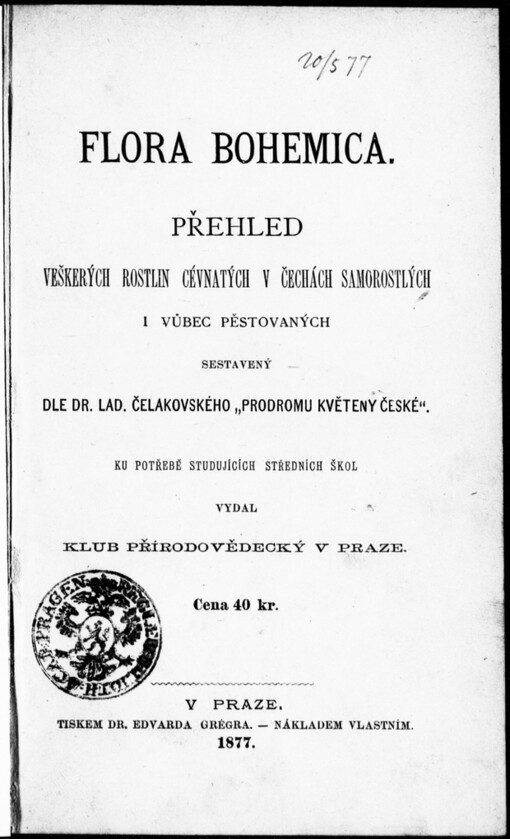 20/5 77
FLORA BOHEMICA.
PŘEHLED
VEŠKERÝCH ROSTLIN CÉVNATÝCH V ČECHÁCH SAMOROSTLÝCH
I VŮBEC PĚSTOVANÝCH
SESTAVENÝ
DLE DR. LAD. ČELAKOVSKÉHO „PRODROMU KVĚTENY ČESKÉ“.
KU POTŘEBĚ STUDUJÍCÍCH STŘEDNÍCH ŠKOL
VYDAL
KLUB PŘÍRODOVĚDECKÝ V PRAZE.
Cena 40 kr.
V PRAZE.
TISKEM DR. EDVARDA GRÉGRA. — NÁKLADEM VLASTNÍM.
1877.